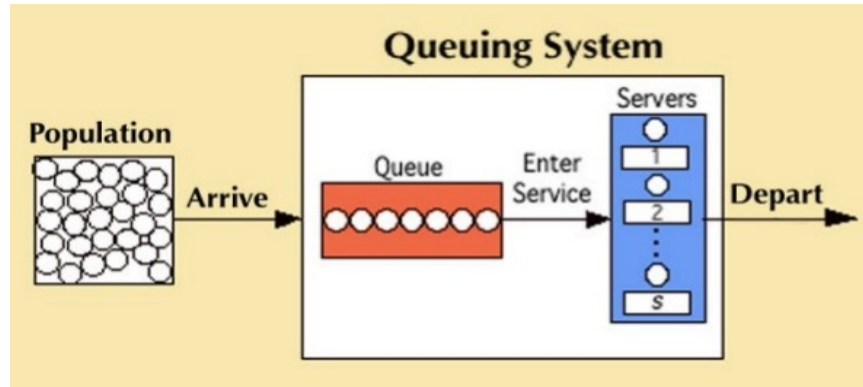 Queuing System
Population
Arrive
Queue
Enter
Service
Servers
1
2
s
Depart